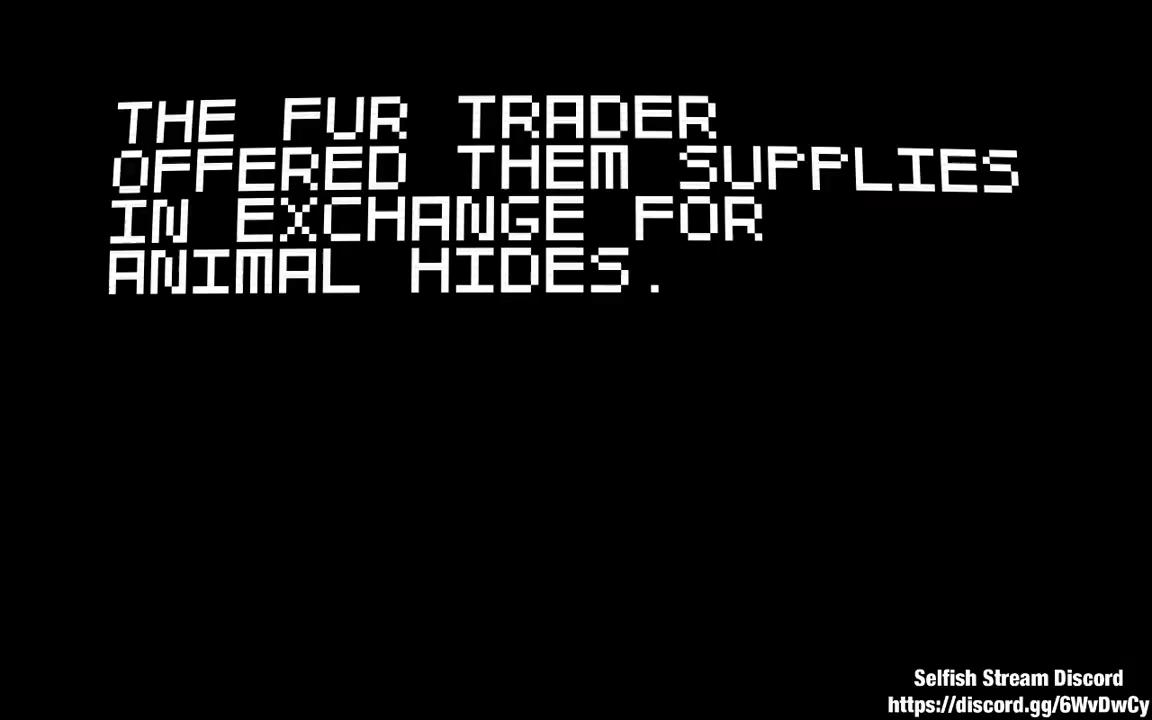 THE FUR TRADER
OFFERED THEM SUPPLIES
IN EXCHANGE FOR
ANIMAL HIDES.
Selfish Stream Discord
https://discord.gg/6WvDwCy